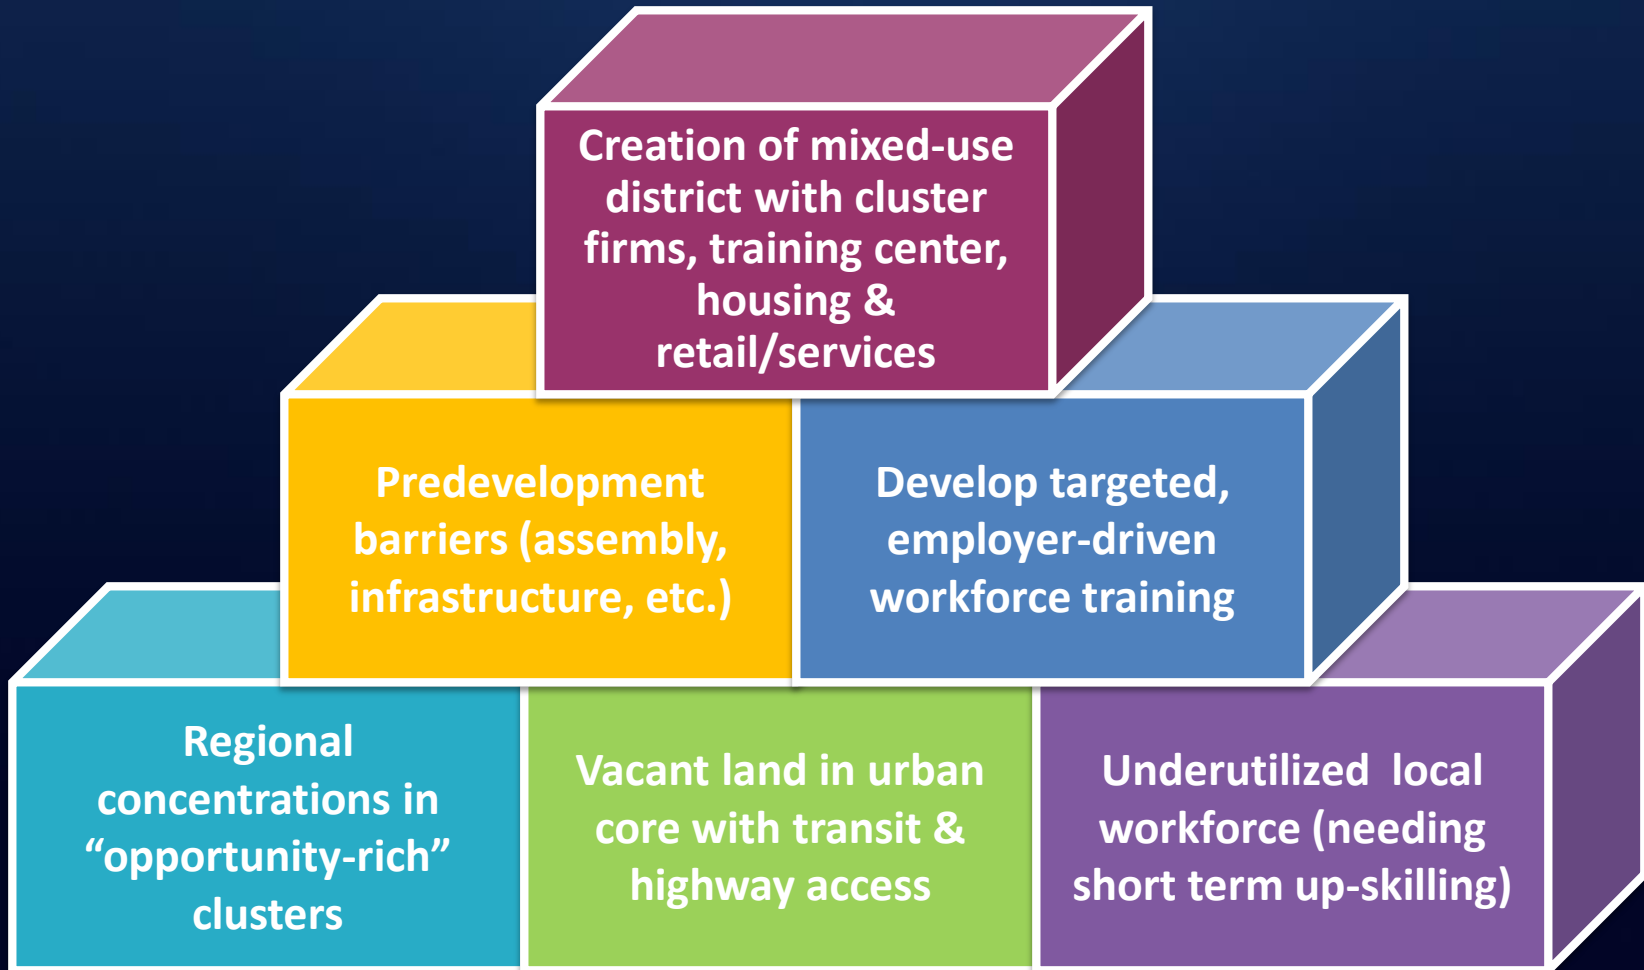 Creation of mixed-use
district with cluster
firms, training center,
housing &
retail/services
Predevelopment
barriers (assembly,
infrastructure, etc.)
Develop targeted,
employer-driven
workforce training
Regional
concentrations in
“opportunity-rich”
clusters
Vacant land in urban
core with transit &
highway access
Underutilized  local
workforce (needing
short term up-skilling)